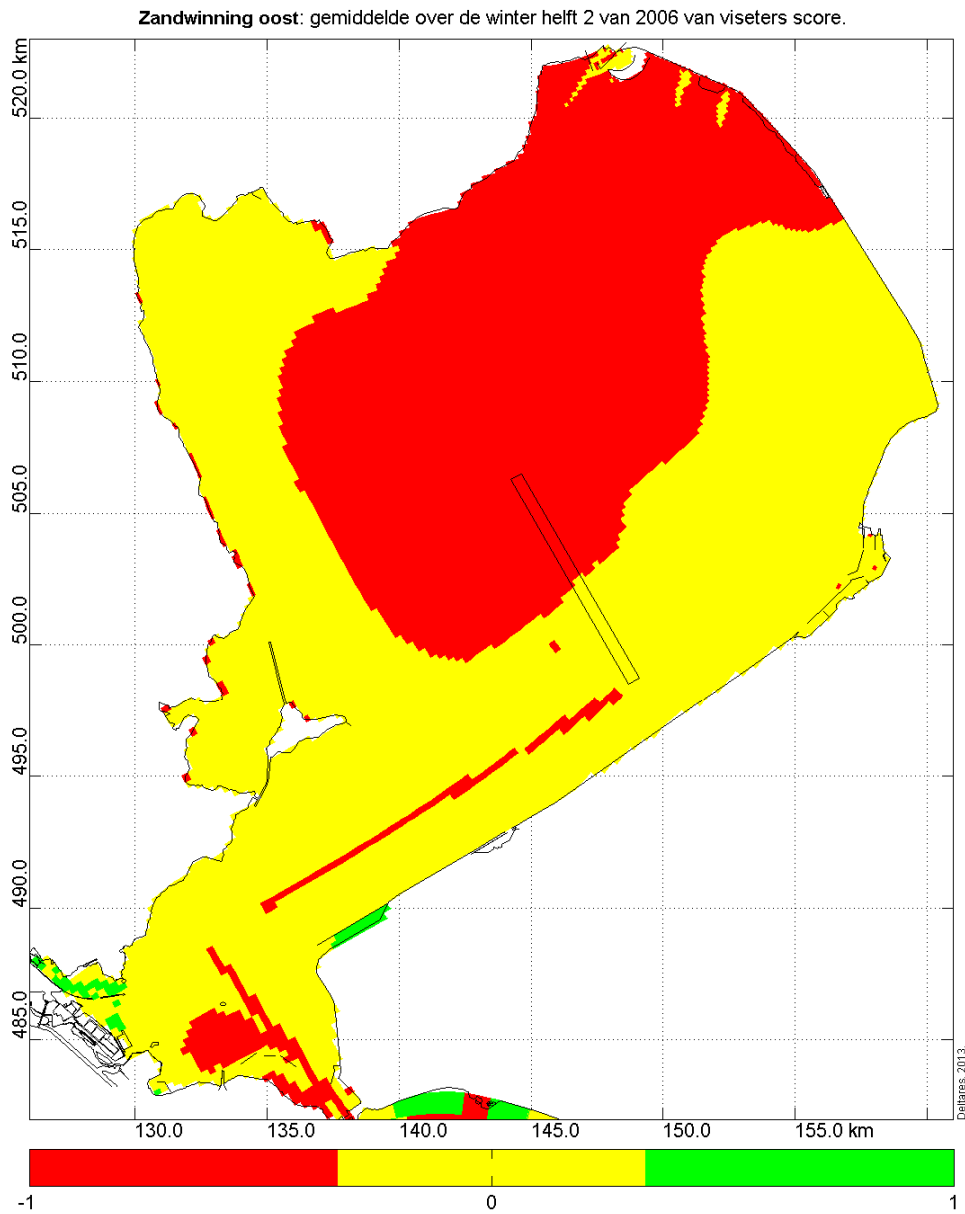 Zandwinning oost: gemiddelde over de winter helft 2 van 2006 van viseters score.
520.0 km
515.0
510.0
505.0
500.0
495.0
490.0
485.0
130.0 135.0 140.0 145.0 150.0 155.0 km
Deltares, 2013.
-1 0 1